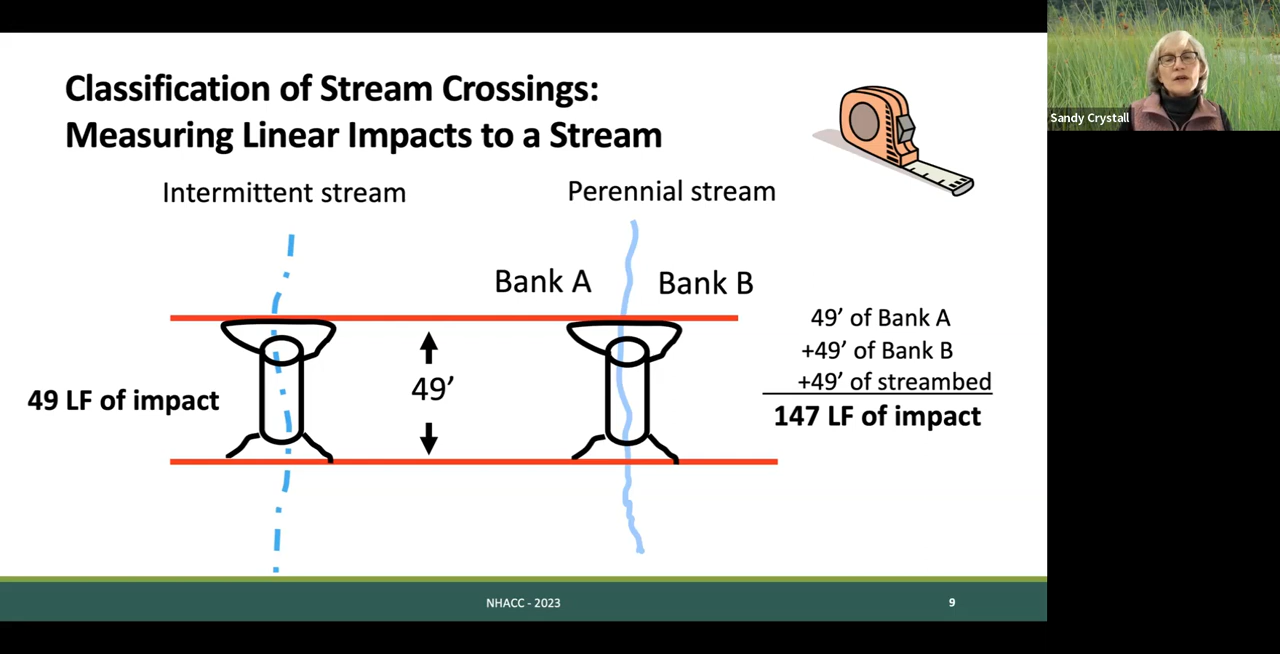 Classification of Stream Crossings:
Measuring Linear Impacts to a Stream
Sandy Crystall
Intermittent stream
Perennial stream
Bank A
Bank B
49’ of Bank A
+49’ of Bank B
+49’ of streambed
147 LF of impact
49 LF of impact
49’
NHACC - 2023
9